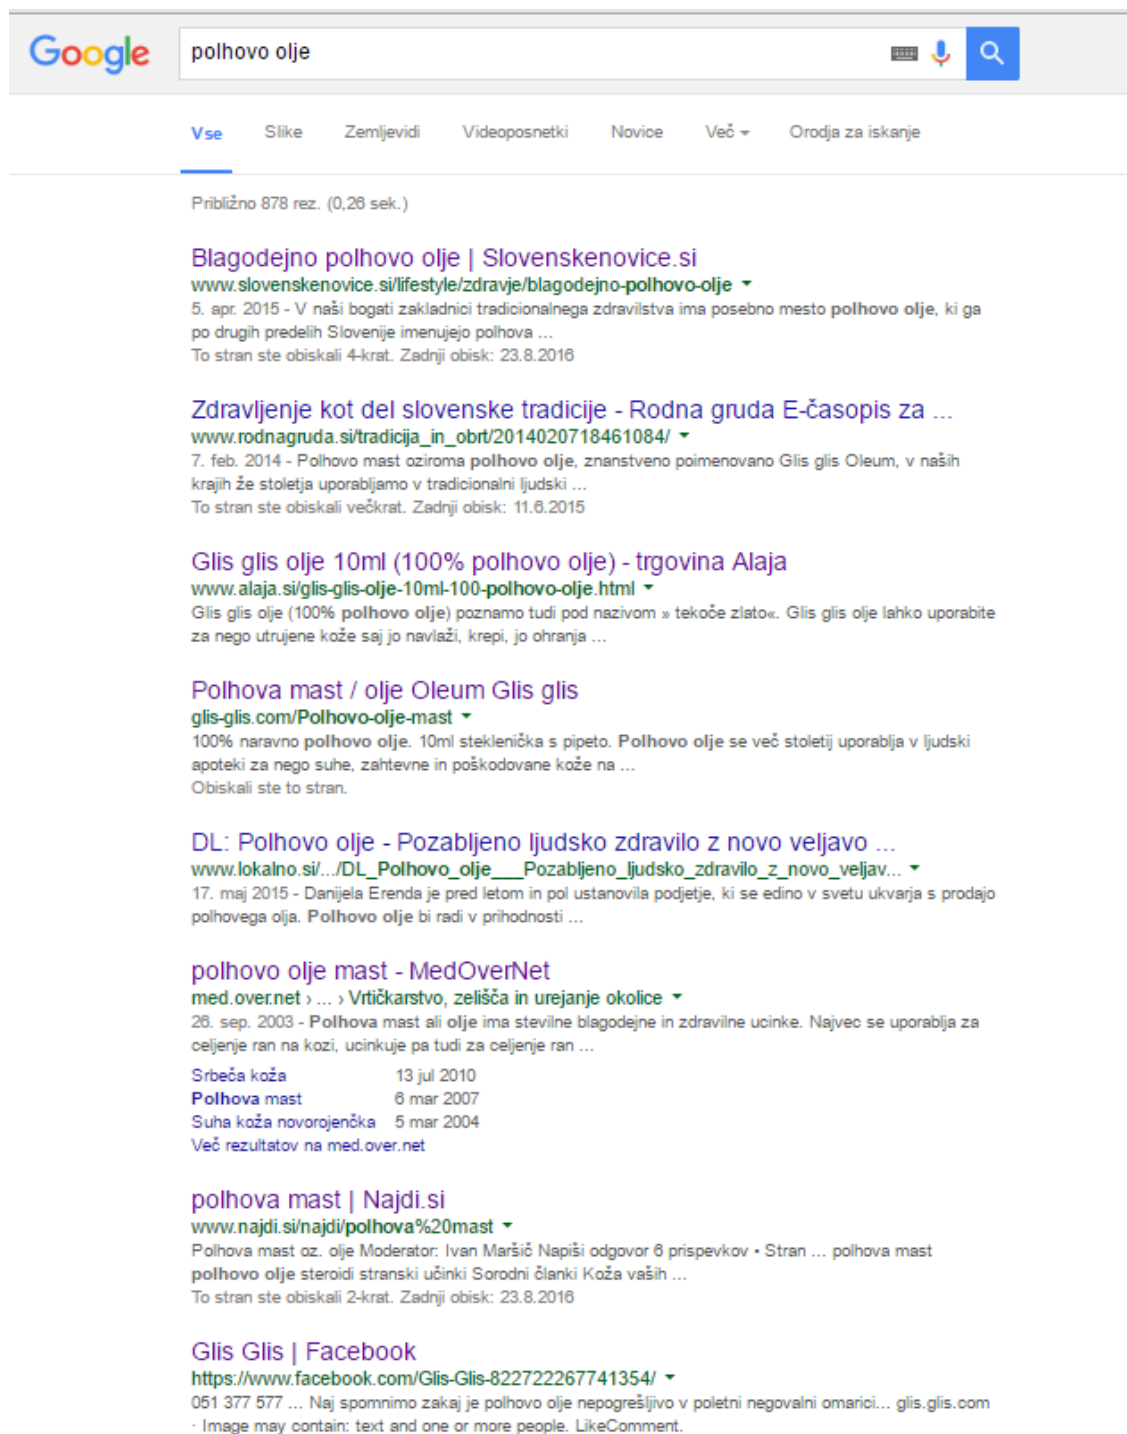 Google polhovo olje
Vse Slike Zemljevidi Videoposnetki Novice Več Orodja za iskanje
Približno 878 rez. (0,26 sek.)
Blagodejno polhovo olje | Slovenskenovice.si
www.slovenskenovice.si/lifestyle/zdravje/blagodejno-polhovo-olje
5. apr. 2015 - V naši bogati zakladnici tradicionalnega zdravilstva ima posebno mesto polhovo olje, ki ga
po drugih predelih Slovenije imenujejo polhova ...
To stran ste obiskali 4-krat. Zadnji obisk: 23.8.2016
Zdravljenje kot del slovenske tradicije - Rodna gruda E-časopis za ...
www.rodnagruda.si/tradicija_in_obrt/2014020718461084/
7. feb. 2014 - Polhovo mast oziroma polhovo olje, znanstveno poimenovano Glis glis Oleum, v naših
krajih že stoletja uporabljamo v tradicionalni ljudski ...
To stran ste obiskali večkrat. Zadnji obisk: 11.6.2015
Glis glis olje 10ml (100% polhovo olje) - trgovina Alaja
www.alaja.si/glis-glis-olje-10ml-100-polhovo-olje.html
Glis glis olje (100% polhovo olje) poznamo tudi pod nazivom » tekoče zlato«. Glis glis olje lahko uporabite
za nego utrujene kože saj jo navlaži, krepi, jo ohranja ...
Polhova mast / olje Oleum Glis glis
glis-glis.com/Polhovo-olje-mast
100% naravno polhovo olje. 10ml steklenička s pipeto. Polhovo olje se več stoletij uporablja v ljudski
apoteki za nego suhe, zahtevne in poškodovane kože na ...
Obiskali ste to stran.
DL: Polhovo olje - Pozabljeno ljudsko zdravilo z novo veljavo ...
www.lokalno.si/.../DL_Polhovo_olje___Pozabljeno_ljudsko_zdravilo_z_novo_veljav...
17. maj 2015 - Danijela Erenda je pred letom in pol ustanovila podjetje, ki se edino v svetu ukvarja s prodajo
polhovega olja. Polhovo olje bi radi v prihodnosti ...
polhovo olje mast - MedOverNet
med.over.net › ... › Vrtičkarstvo, zelišča in urejanje okolice
26. sep. 2003 - Polhova mast ali olje ima stevilne blagodejne in zdravilne ucinke. Najvec se uporablja za
celjenje ran na kozi, ucinkuje pa tudi za celjenje ran ...
Srbeča koža 13 jul 2010
Polhova mast 6 mar 2007
Suha koža novorojenčka 5 mar 2004
Več rezultatov na med.over.net
polhova mast | Najdi.si
www.najdi.si/najdi/polhova%20mast
Polhova mast oz. olje Moderator: Ivan Maršič Napiši odgovor 6 prispevkov • Stran ... polhova mast
polhovo olje steroidi stranski učinki Sorodni članki Koža vaših ...
To stran ste obiskali 2-krat. Zadnji obisk: 23.8.2016
Glis Glis | Facebook
https://www.facebook.com/Glis-Glis-822722267741354/
051 377 577 ... Naj spomnimo zakaj je polhovo olje nepogrešljivo v poletni negovalni omarici... glis.glis.com
· Image may contain: text and one or more people. LikeComment.